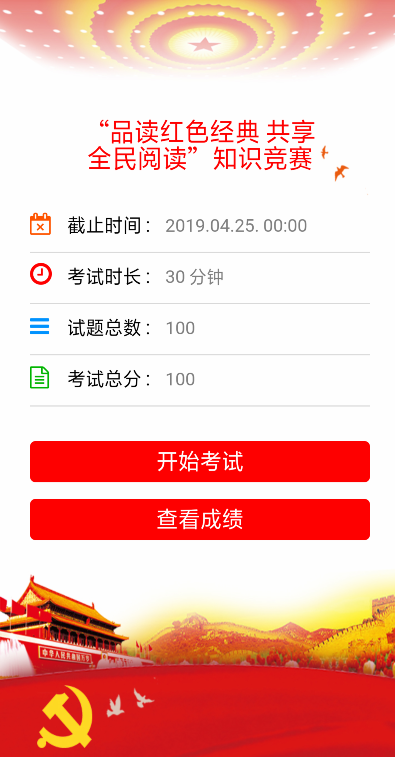 “品读红色经典 共享
全民阅读”知识竞赛
截止时间： 2019.04.25. 00:00
考试时长： 30 分钟
试题总数： 100
考试总分： 100
开始考试
查看成绩